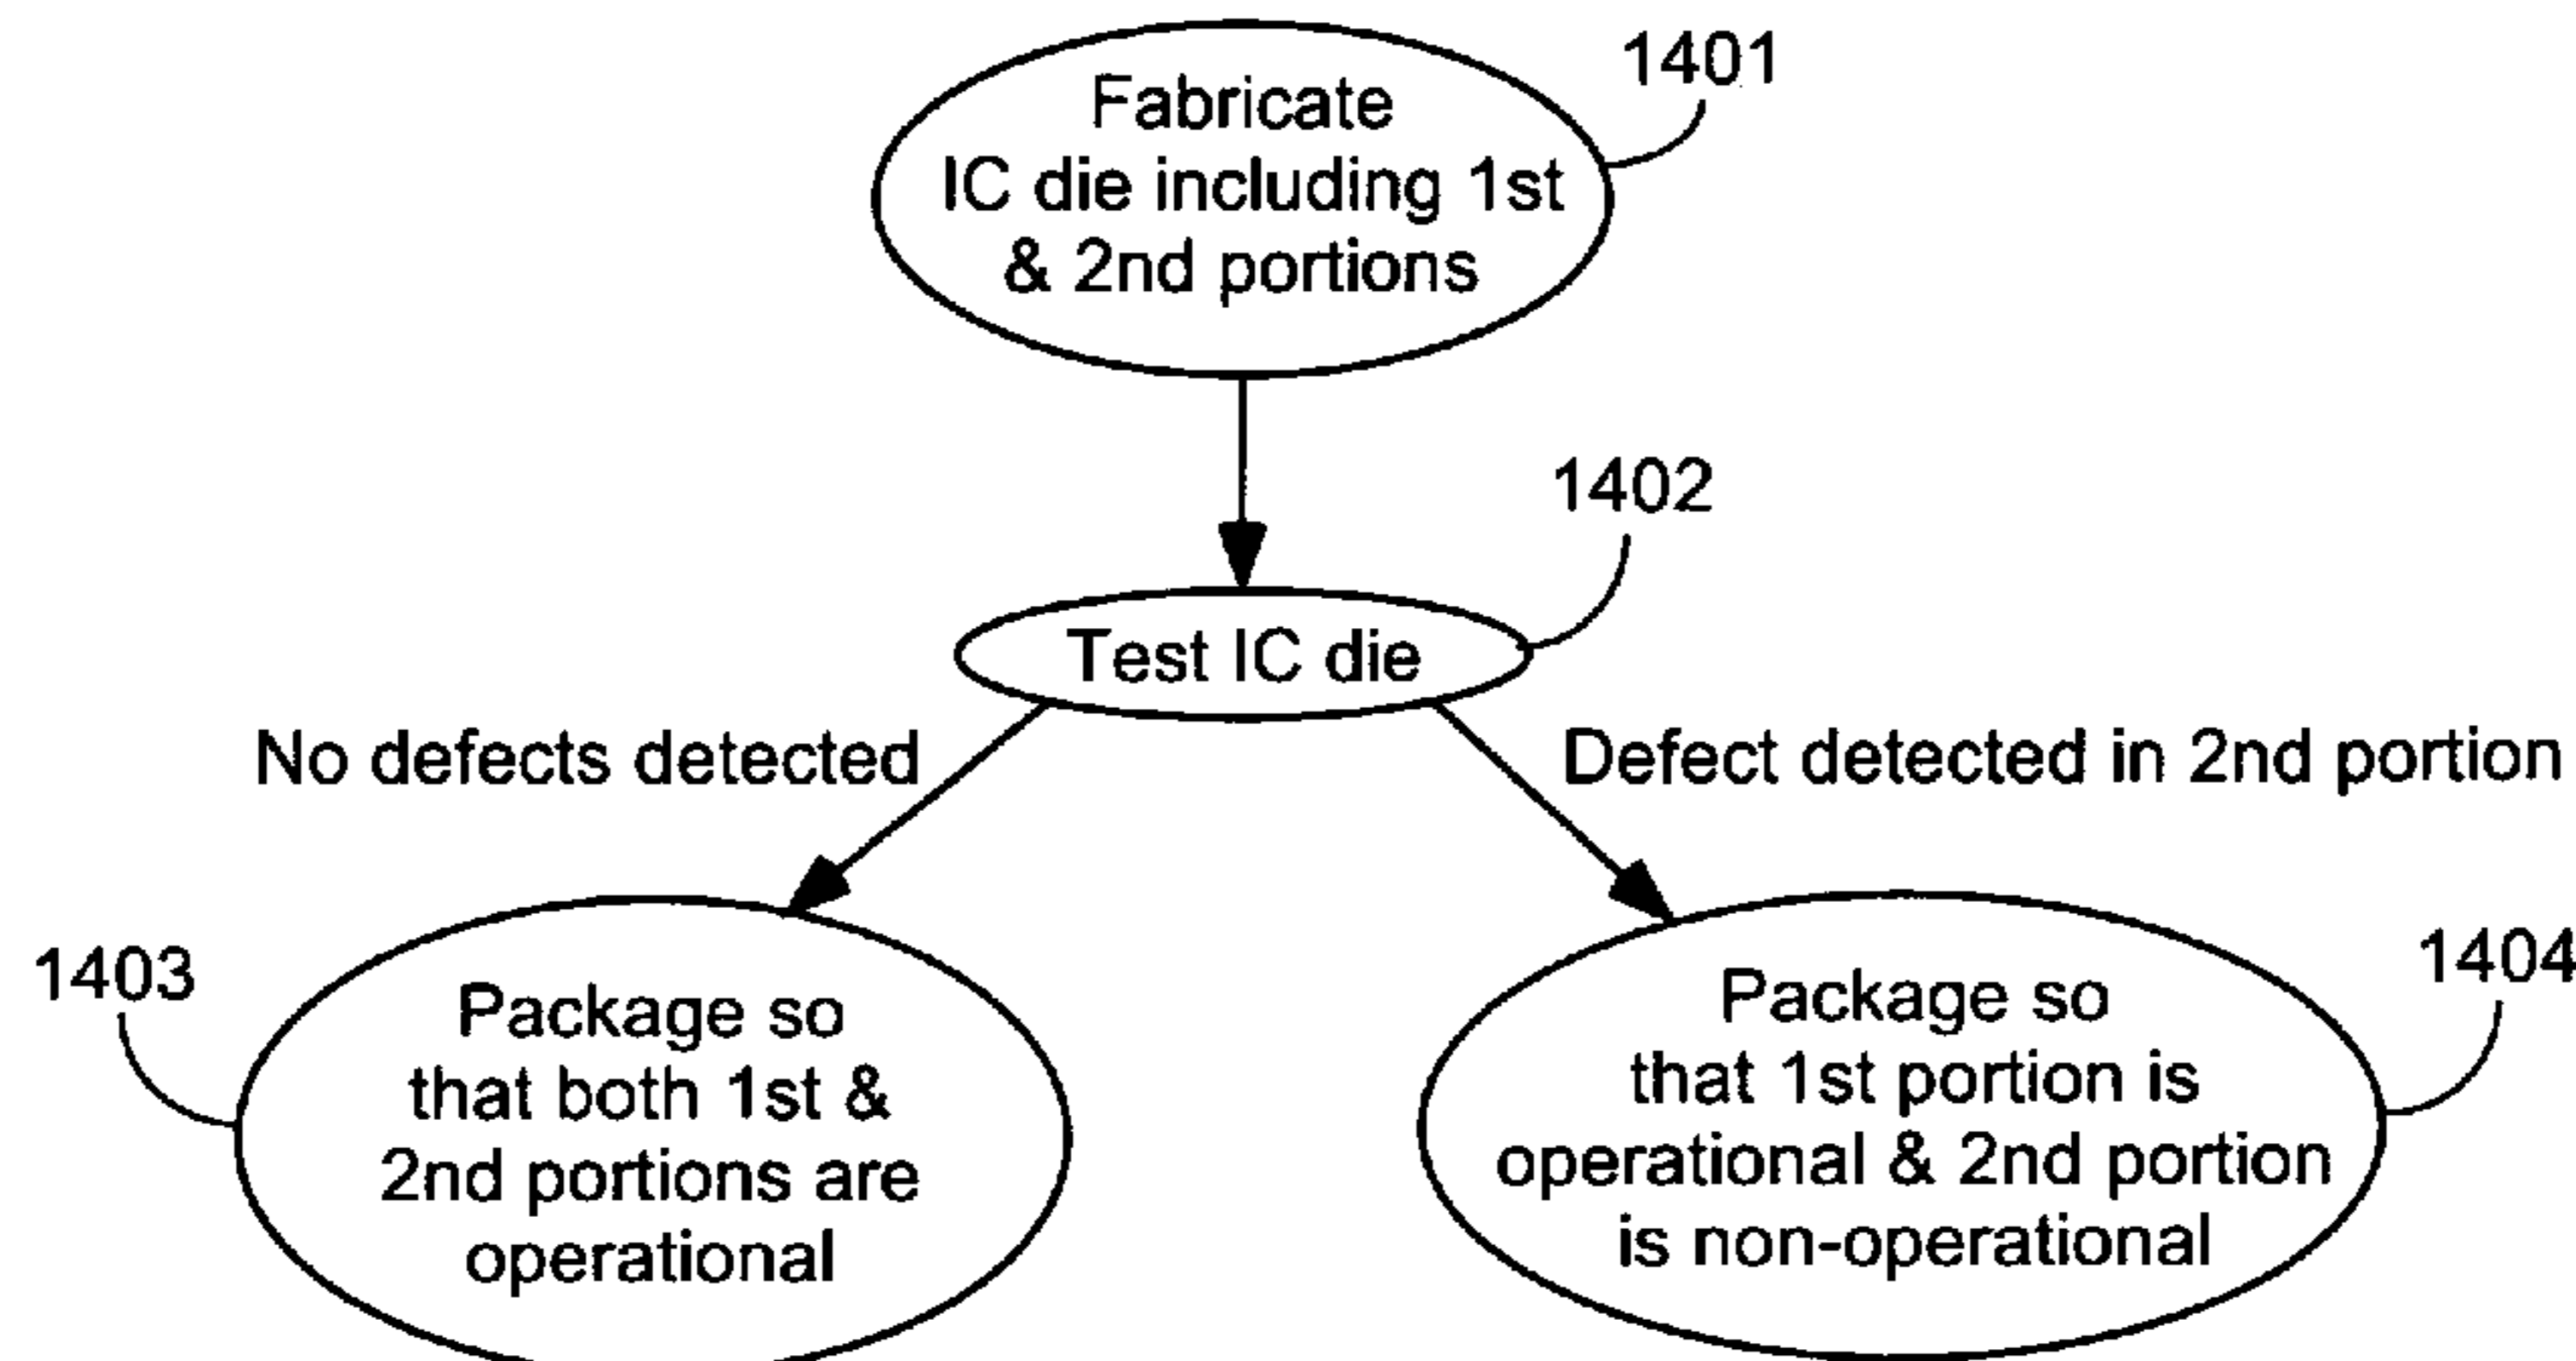 Fabricate
IC die including 1st
& 2nd portions
1401
1402
Test IC die
No defects detected
Defect detected in 2nd portion
1403
Package so
that both 1st &
2nd portions are
operational
1404
Package so
that 1st portion is
operational & 2nd portion
is non-operational